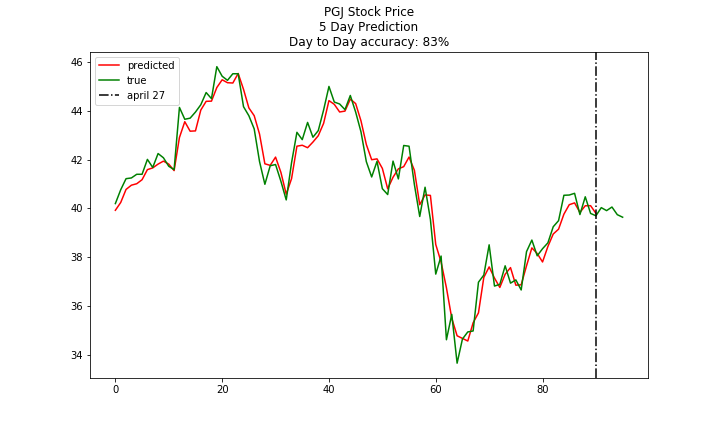 PGJ Stock Price
5 Day Prediction
Day to Day accuracy: 83%
predicted
true
april 27
46
44
42
40
38
36
34
0
20
40
60
80